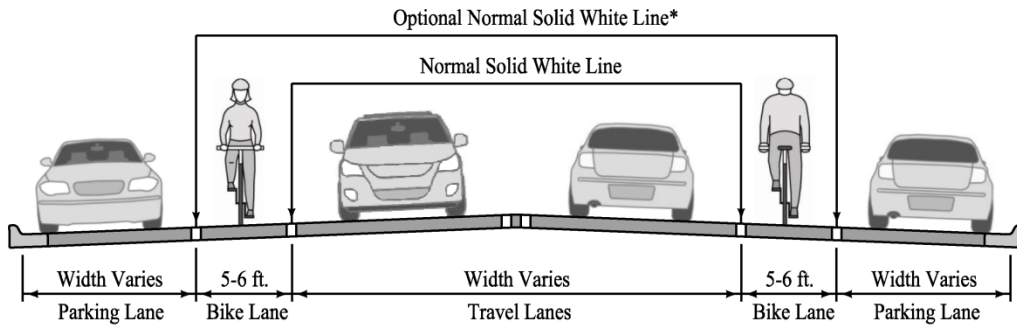 Optional Normal Solid White Line*
Normal Solid White Line
Width Varies 5-6 ft. Width Varies 5-6 ft. Width Varies
Parking Lane Bike Lane Travel Lanes Bike Lane Parking Lane